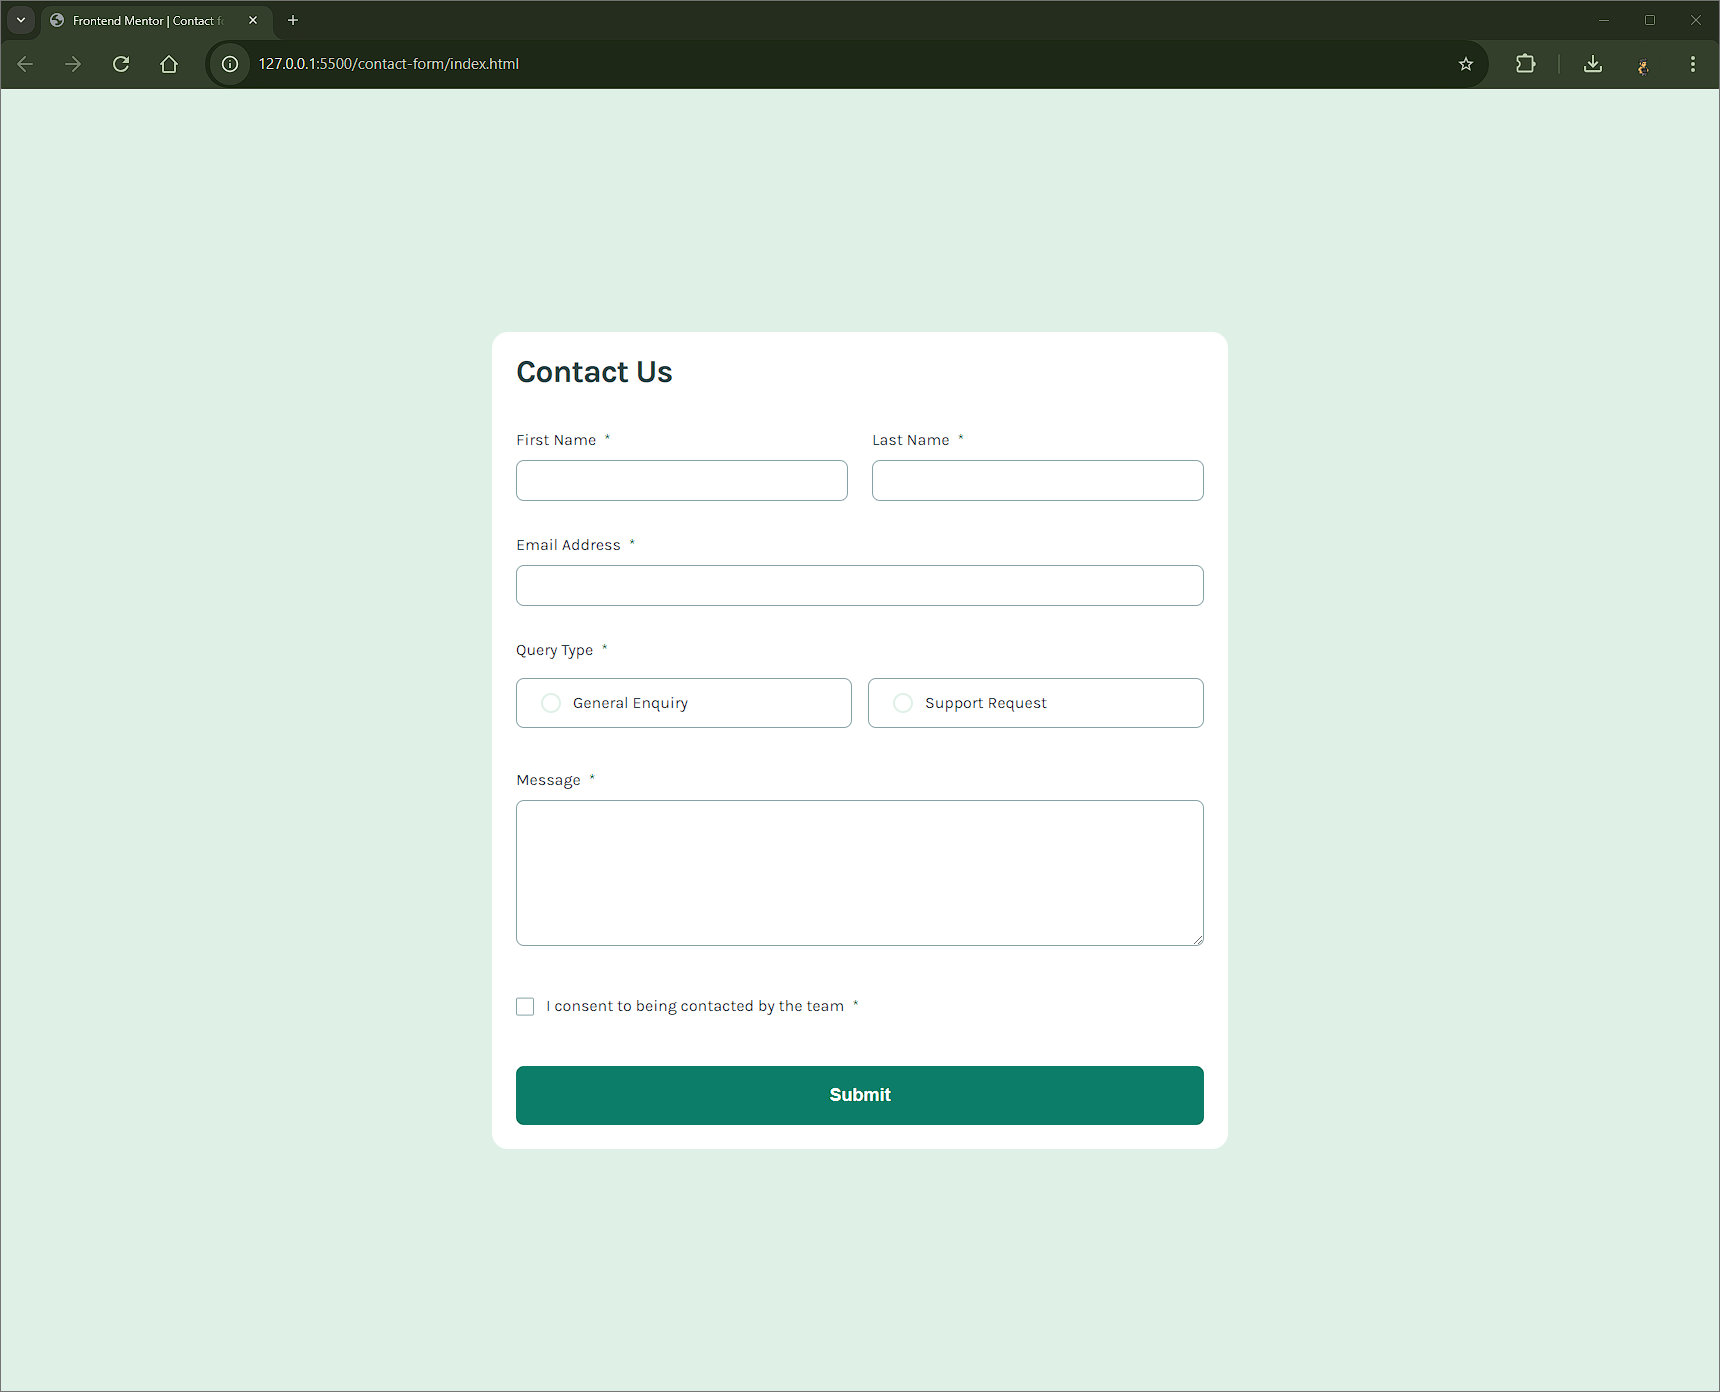 Frontend Mentor | Contact f
127.0.0.1:5500/contact-form/index.html
Contact Us
First Name *
Last Name *
Email Address *
Query Type *
General Enquiry
Support Request
Message *
I consent to being contacted by the team *
Submit